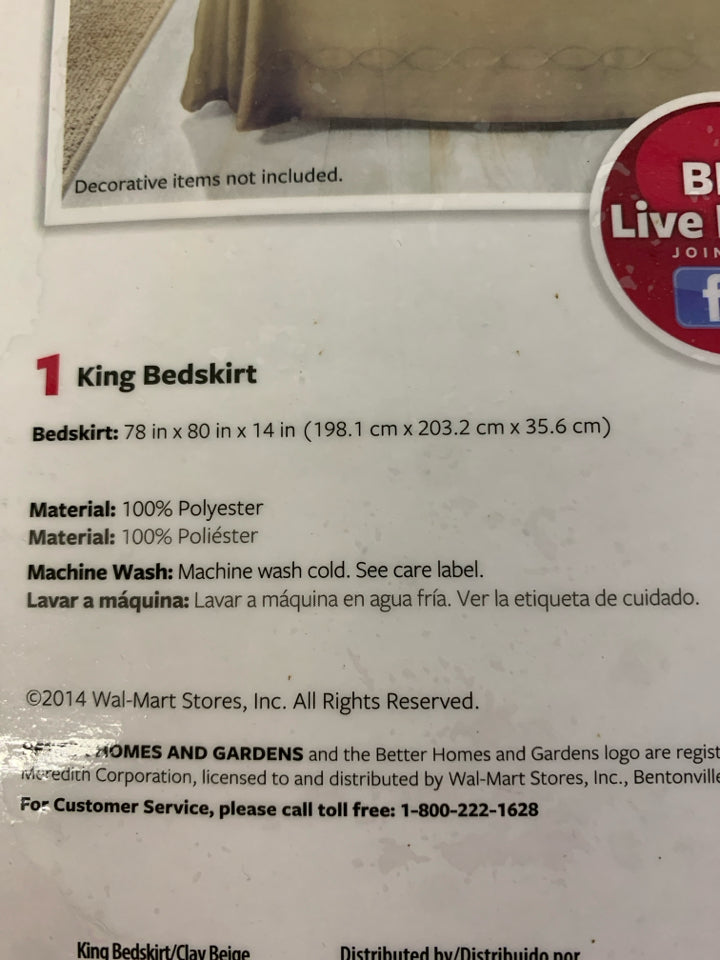 Decorative items not included.
Live
JOIN
f
1 King Bedskirt
Bedskirt: 78 in x 80 in x 14 in (198.1 cm x 203.2 cm x 35.6 cm)
Material: 100% Polyester
Material: 100% Poliéster
Machine Wash: Machine wash cold. See care label.
Lavar a máquina: Lavar a máquina en agua fría. Ver la etiqueta de cuidado.
©2014 Wal-Mart Stores, Inc. All Rights Reserved.
HOMES AND GARDENS and the Better Homes and Gardens logo are regist
Meredith Corporation, licensed to and distributed by Wal-Mart Stores, Inc., Bentonville
For Customer Service, please call toll free: 1-800-222-1628
King Bedskirt/Clay Beige
Distributed by/Distribuido por